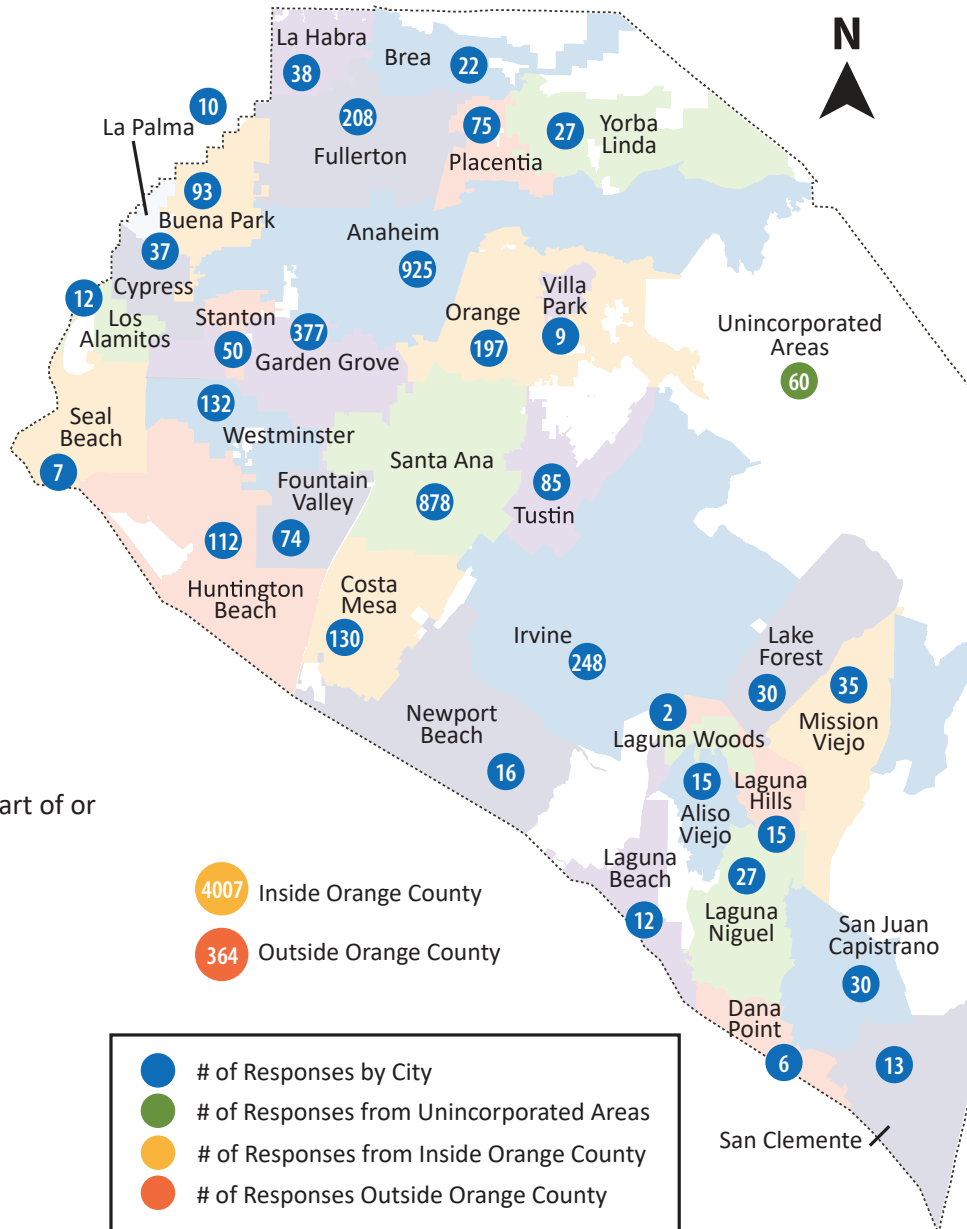 La Habra
38
Brea
22
N
10
La Palma
208
Fullerton
75
Placentia
27
Yorba
Linda
93
Buena Park
37
Cypress
Anaheim
925
12
Los
Alamitos
Stanton
50
377
Garden Grove
Orange
197
Villa
Park
9
Unincorporated
Areas
60
132
Westminster
Seal
Beach
7
Santa Ana
878
85
Tustin
Fountain
Valley
74
112
Huntington
Beach
Costa
Mesa
130
Irvine
248
Lake
Forest
30
35
Mission
Viejo
Newport
Beach
16
2
Laguna Woods
15
Aliso
Viejo
Laguna
Hills
15
art of or
Laguna
Beach
12
27
Laguna
Niguel
4007 Inside Orange County
364 Outside Orange County
San Juan
Capistrano
30
Dana
Point
6
13
San Clemente
# of Responses by City
# of Responses from Unincorporated Areas
# of Responses from Inside Orange County
# of Responses Outside Orange County